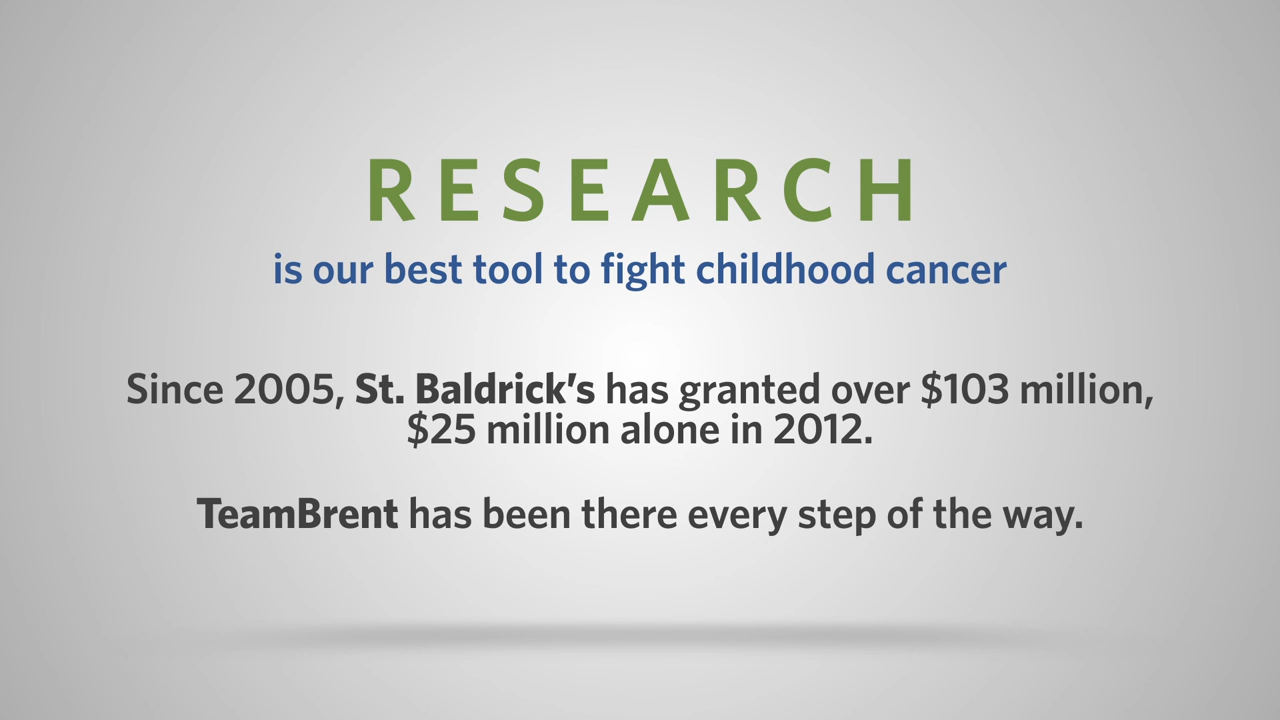 RESEARCH
is our best tool to fight childhood cancer
Since 2005, St. Baldrick's has granted over $103 million,
$25 million alone in 2012.
TeamBrent has been there every step of the way.